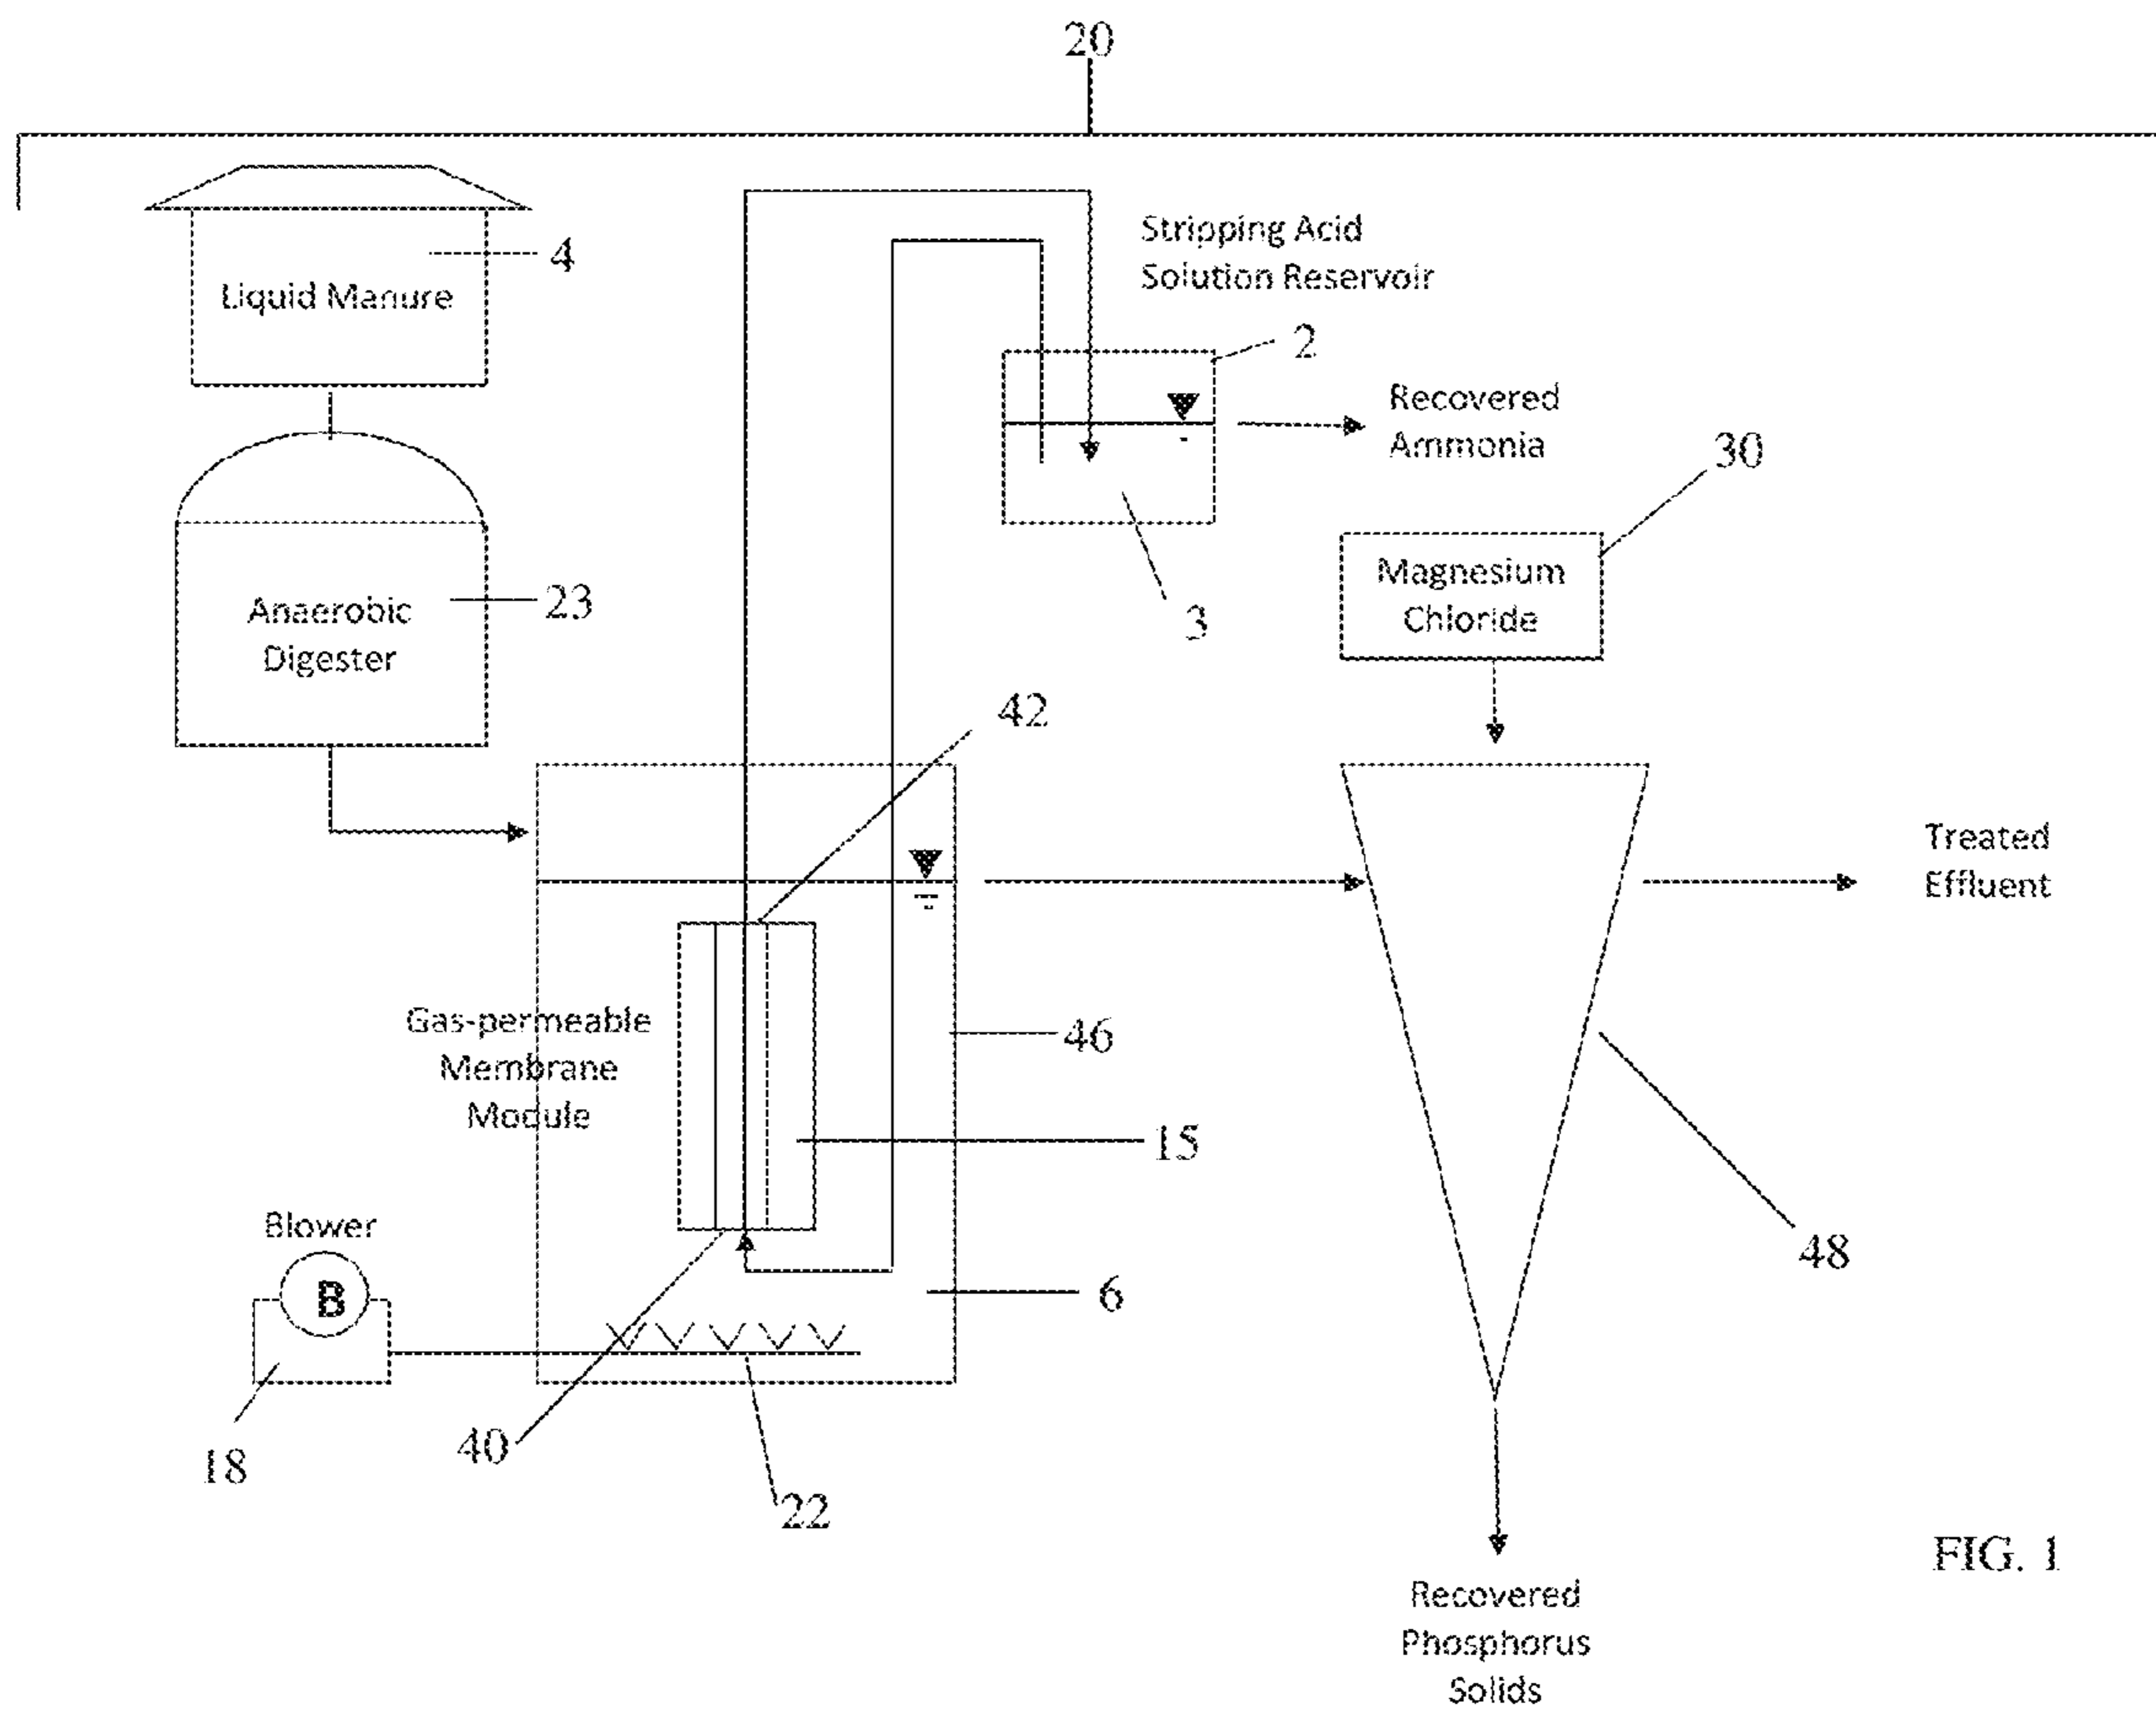 20
4
Liquid Manure
Stripping Acid
Solution Reservoir
2
Recovered
Ammonia
30
Magnesium
Chloride
3
23
Anaerobic
Digester
42
Treated
Effluent
Gas-permeable
Membrane
Module
46
15
48
Blower
B
6
18
40
22
FIG. 1
Recovered
Phosphorus
Solids